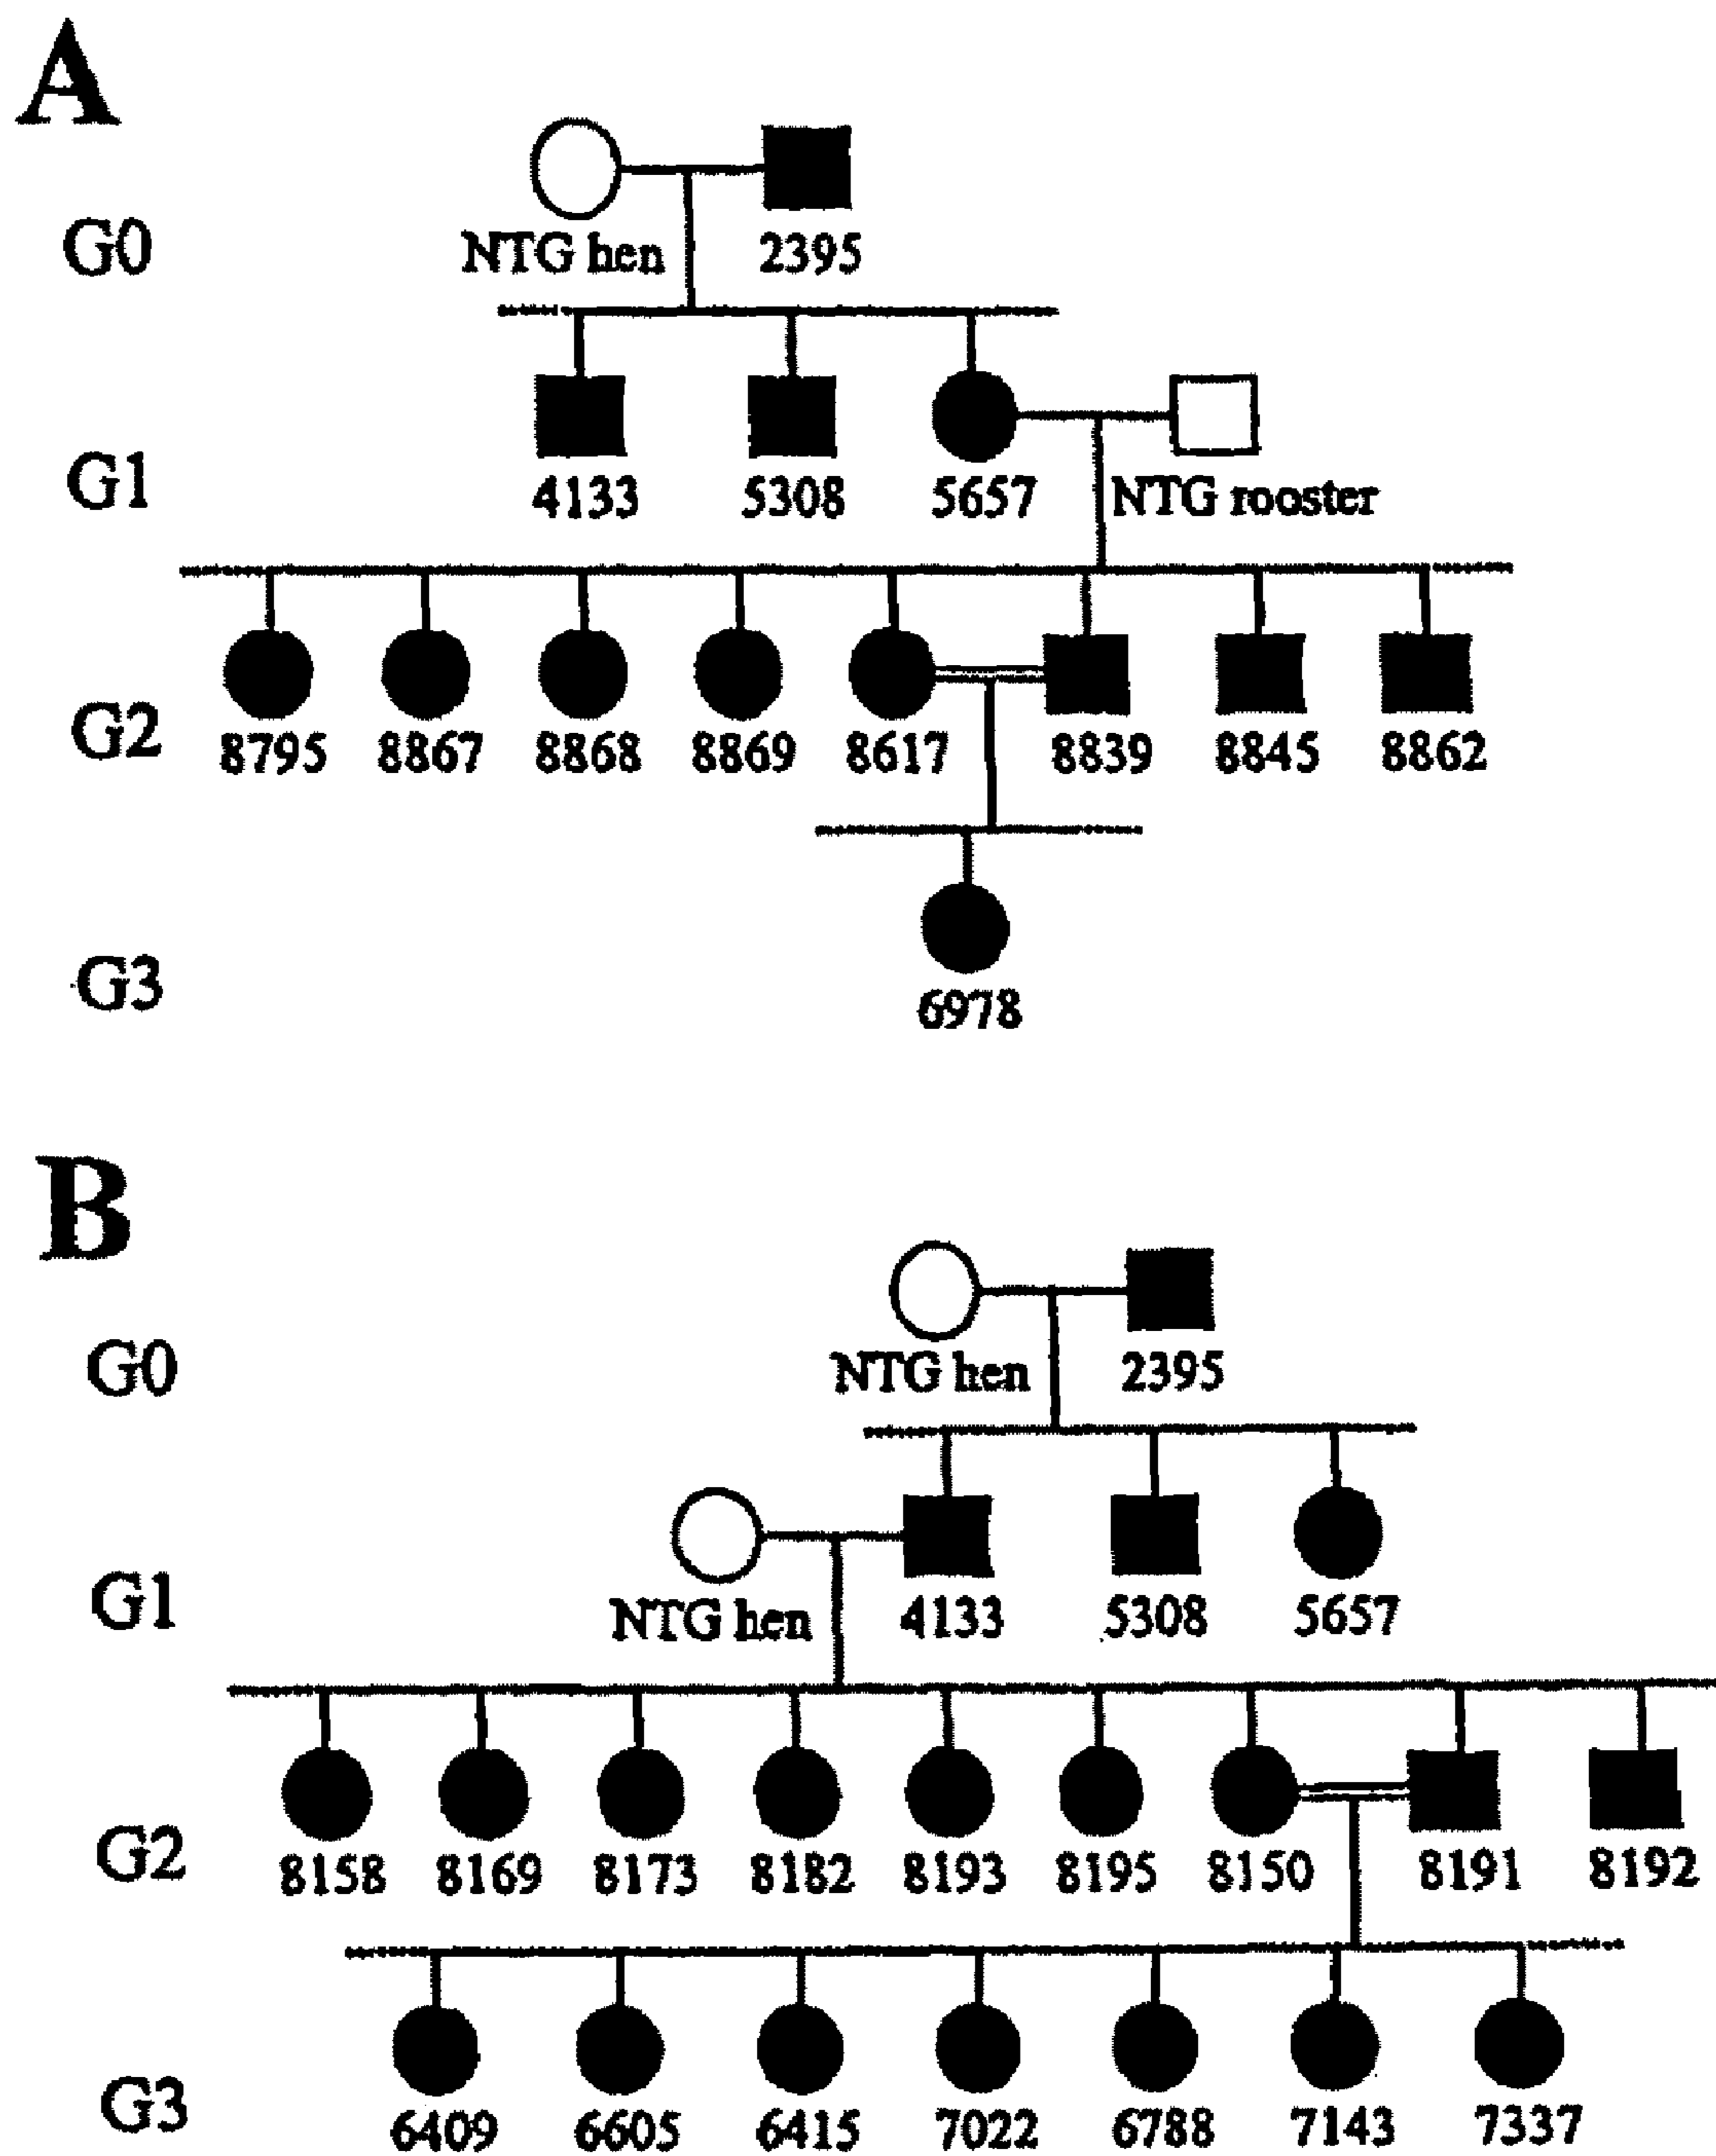 A
G0
NTG hen 2395
G1
4133 5308 5657 NTG rooster
G2
8795 8867 8868 8869 8617 8839 8845 8862
G3
6978
B
G0
NTG hen 2395
G1
NTG hen 4133 5308 5657
G2
8158 8169 8173 8182 8193 8195 8150 8191 8192
G3
6409 6605 6415 7022 6788 7143 7337